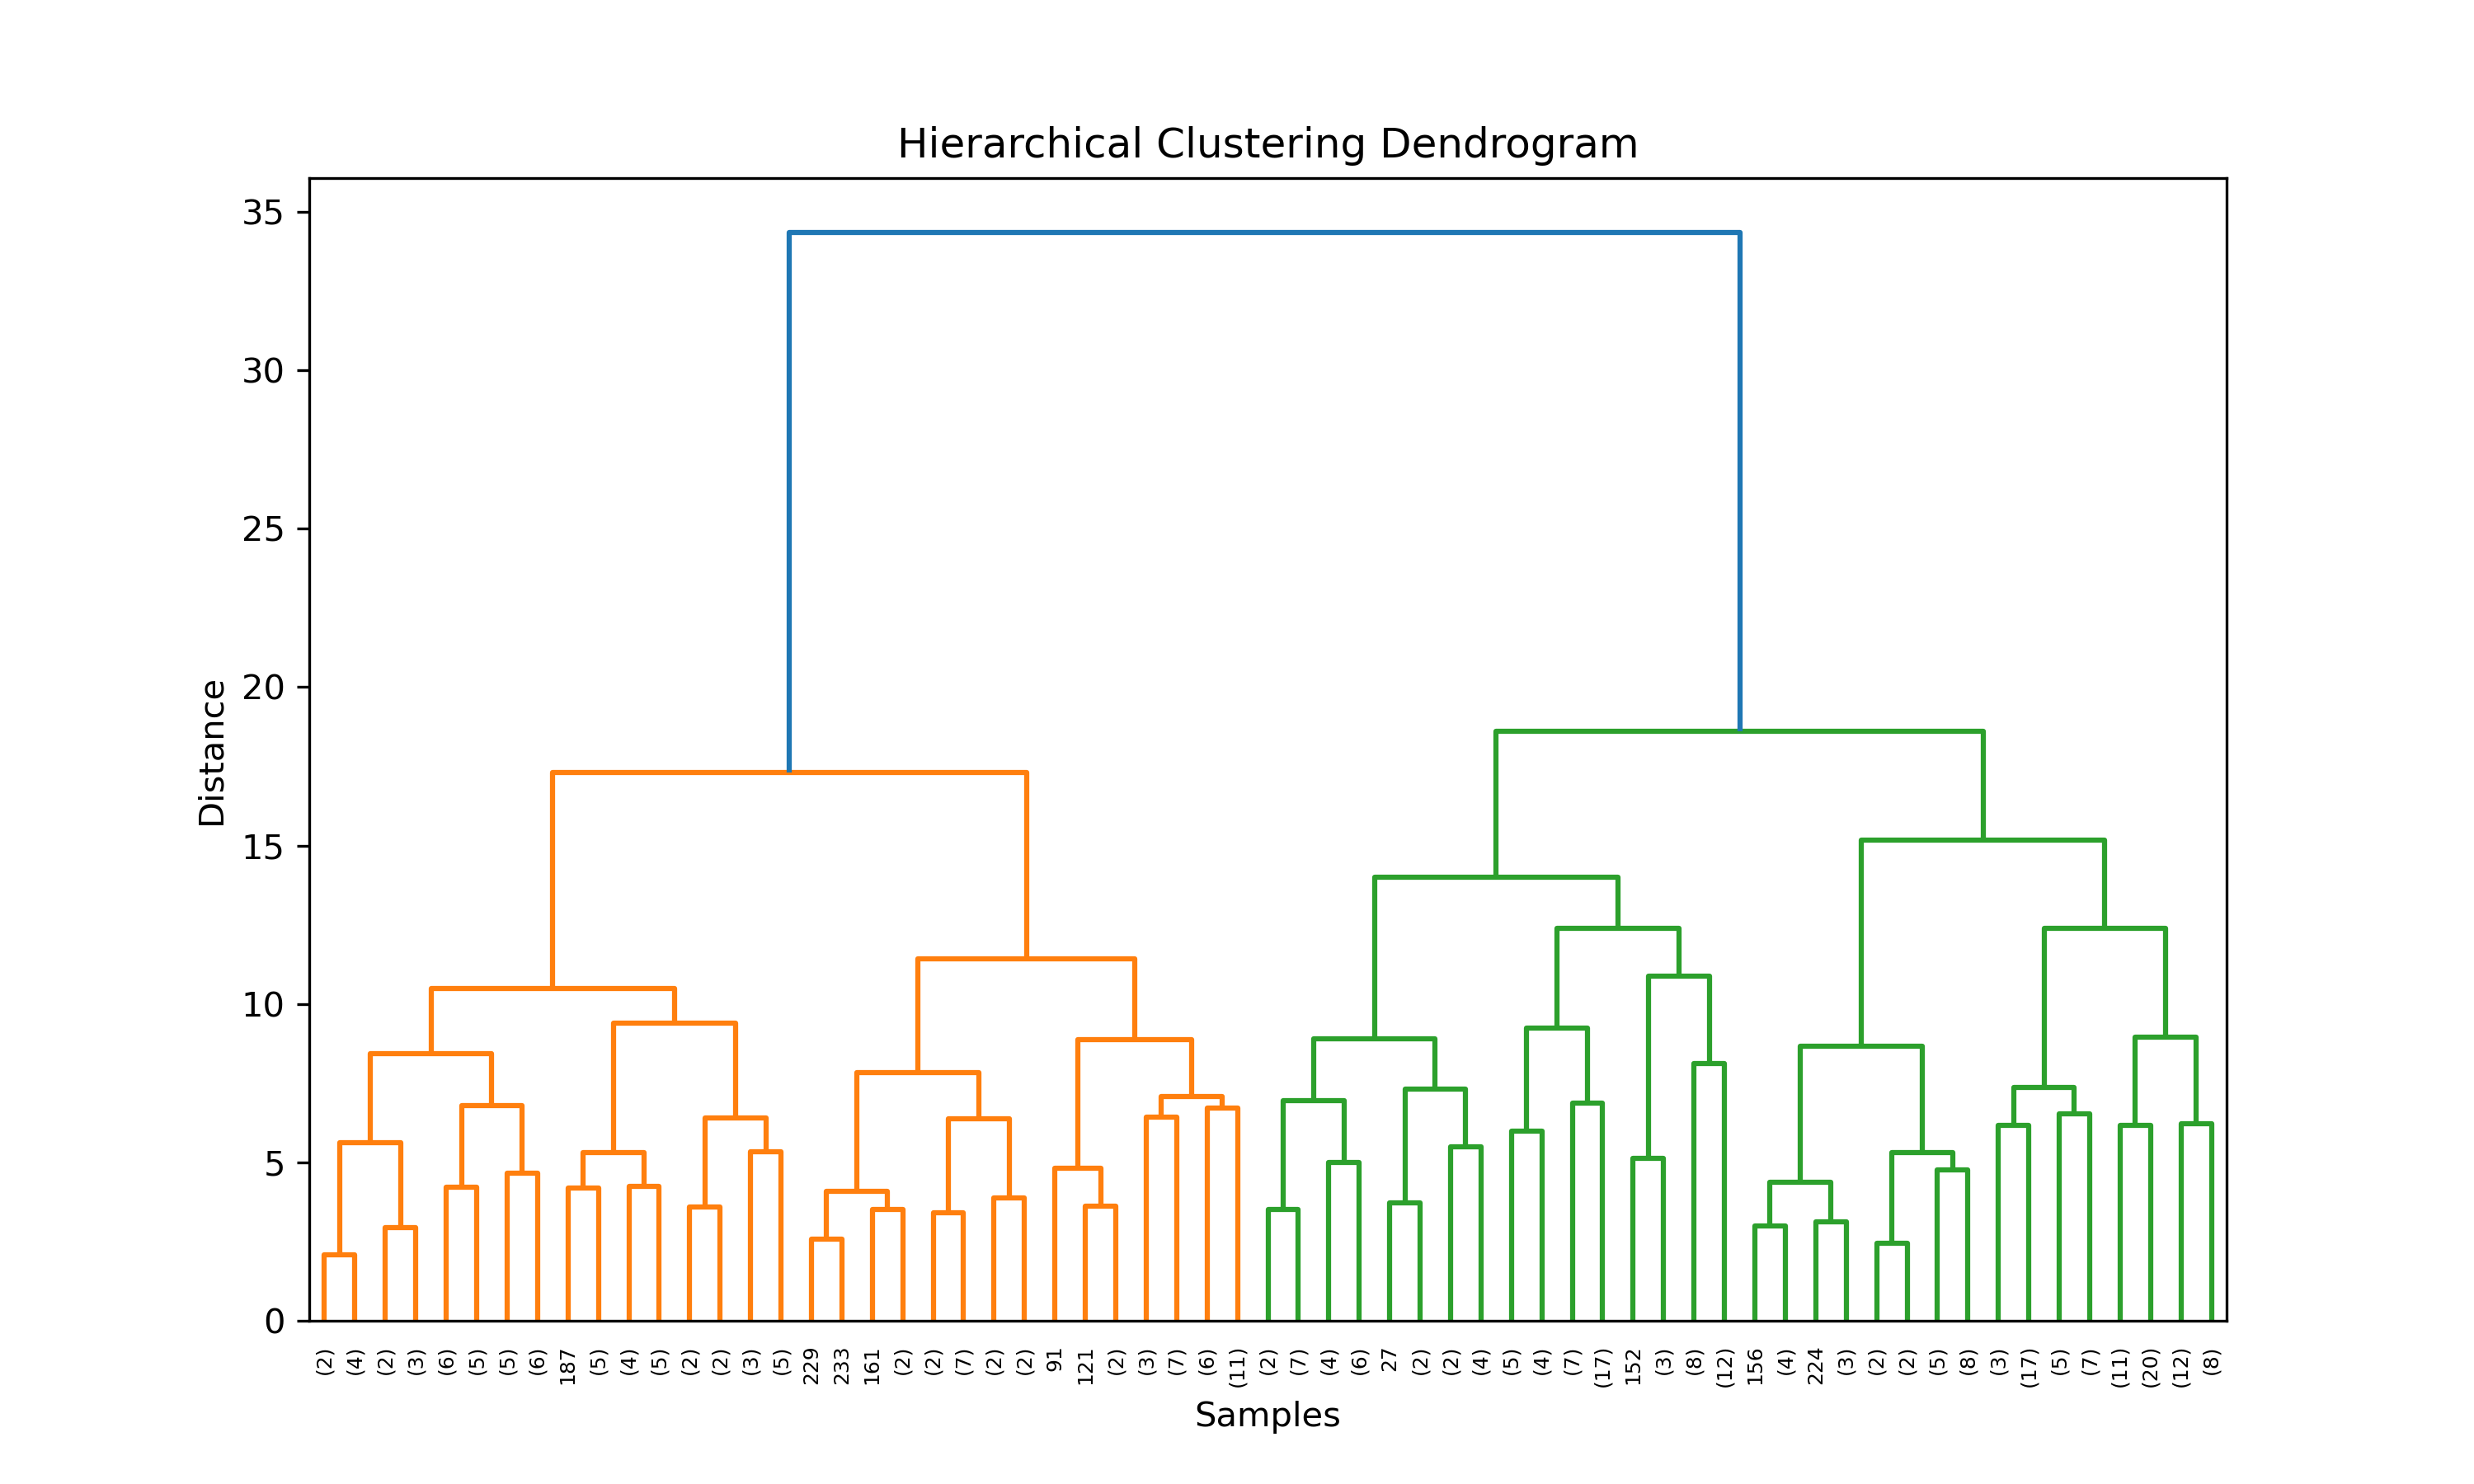 Hierarchical Clustering Dendrogram
35
30
25
20
15
10
5
0
Distance
(2) (4) (2) (3) (6) (5) (5) (6) 187 (5) (4) (5) (2) (2) (3) (5) 229 233 161 (2) (2) (7) (2) (2) 91 121 (2) (3) (7) (6) (11) (2) (7) (4) (6) 27 (2) (2) (4) (5) (4) (7) (17) 152 (3) (8) (12) 156 (4) 224 (3) (2) (2) (5) (8) (3) (17) (5) (7) (11) (20) (12) (8)
Samples